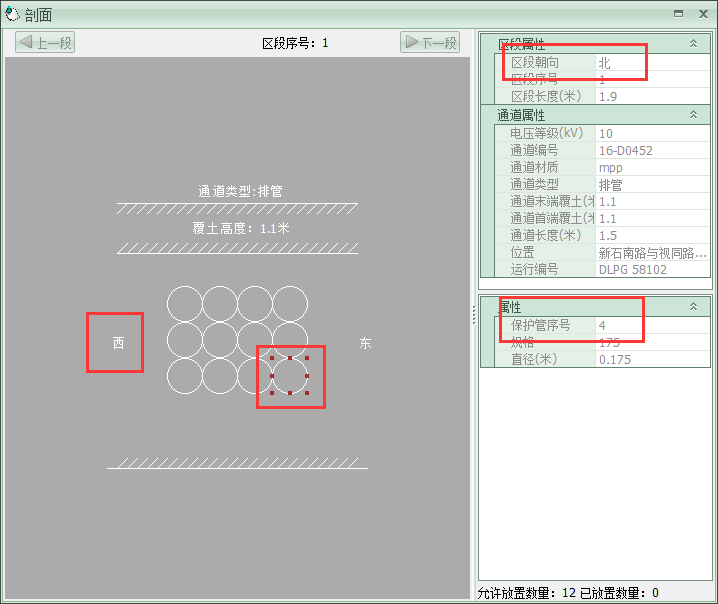 剖面
上一段
区段序号：1
下一段
通道类型:排管
覆土高度：1.1米
西
东
区段属性
区段朝向 北
区段序号 1
区段长度(米) 1.9
通道属性
电压等级(kV) 10
通道编号 16-D0452
通道材质 mpp
通道类型 排管
通道末端覆土(米 1.1
通道首端覆土(米 1.1
通道长度(米) 1.5
位置 新石南路与视同路...
运行编号 DLPG 58102
属性
保护管序号 4
规格 175
直径(米) 0.175
允许放置数量：12 已放置数量：0